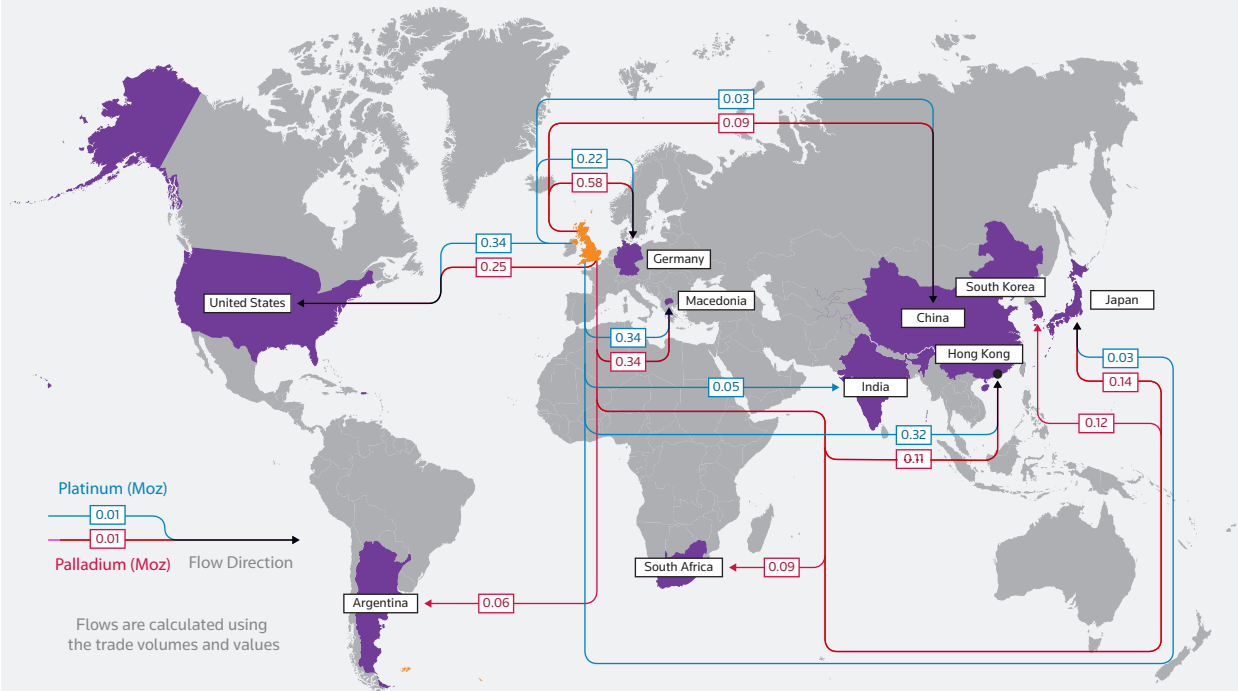 0.03
0.09
0.22
0.58
0.34
0.25
Germany
United States
Macedonia
South Korea
Japan
China
0.34
0.34
Hong Kong
0.03
0.14
0.05
India
0.12
0.32
0.11
Platinum (Moz)
0.01
0.01
Palladium (Moz)
Flow Direction
South Africa
0.09
Argentina
0.06
Flows are calculated using
the trade volumes and values